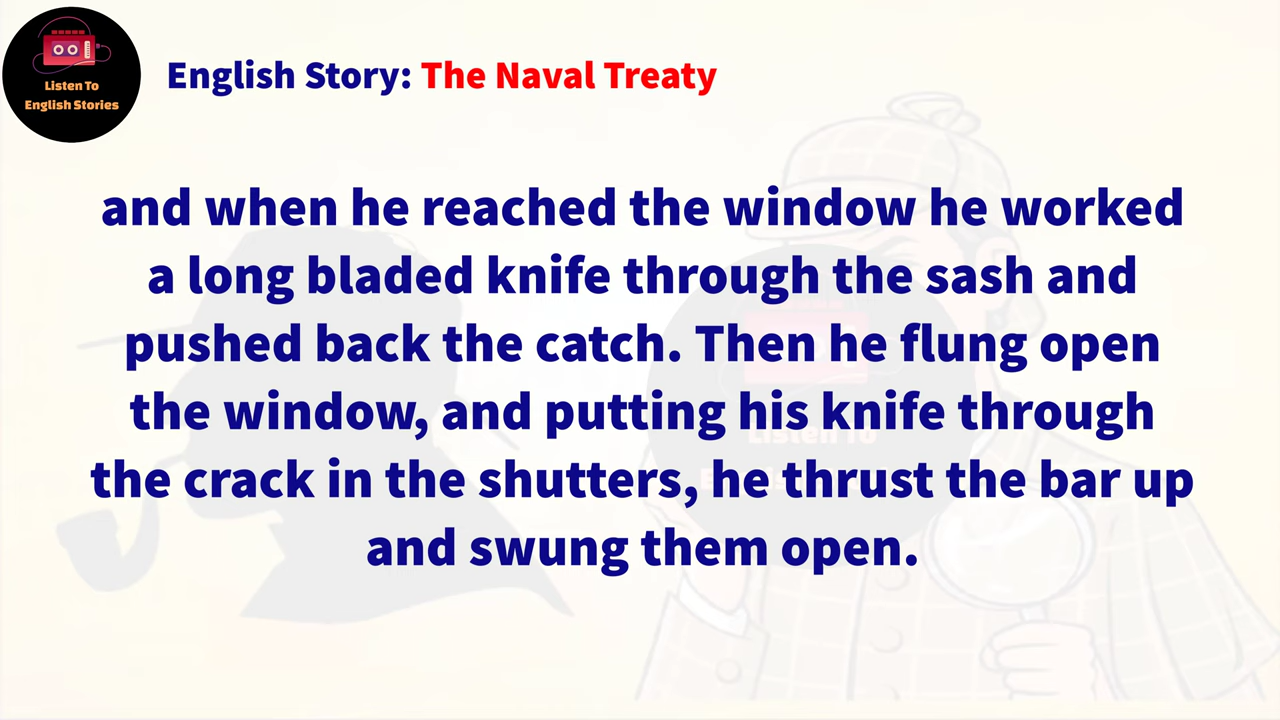 Listen To
English Stories
English Story: The Naval Treaty
and when he reached the window he worked
a long bladed knife through the sash and
pushed back the catch. Then he flung open
the window, and putting his knife through
the crack in the shutters, he thrust the bar up
and swung them open.
Listen To